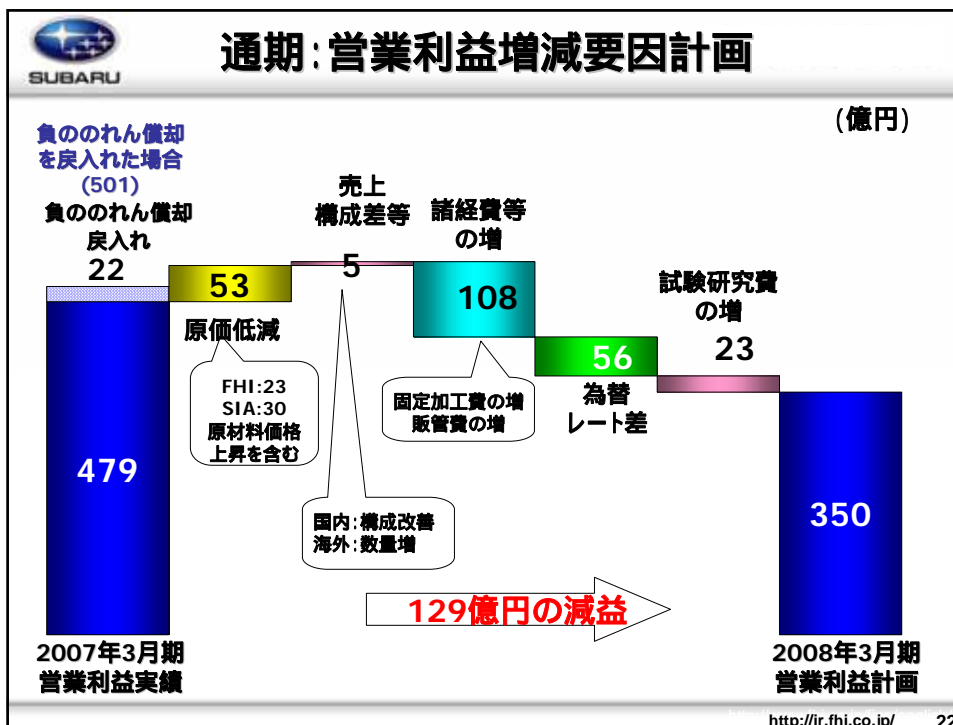 SUBARU
通期:営業利益増減要因計画
(億円)
負ののれん償却
を戻入れた場合
(501)
負ののれん償却
戻入れ
22
479
2007年3月期
営業利益実績
53
原価低減
FHI:23
SIA:30
原材料価格
上昇を含む
売上
構成差等
5
国内:構成改善
海外:数量増
諸経費等
の増
108
固定加工費の増
販管費の増
56
為替
レート差
試験研究費
の増
23
350
2008年3月期
営業利益計画
129億円の減益
http://ir.fhi.co.jp/
22